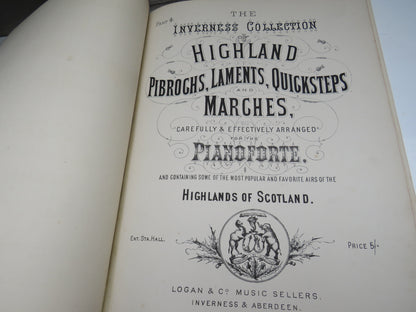 THE
PART 4.
INVERNESS COLLECTION
OF
HIGHLAND
PIBROCHS, LAMENTS, QUICKSTEPS
AND
MARCHES,
"CAREFULLY & EFFECTIVELY ARRANGED"
FOR THE
PIANOFORTE.
AND CONTAINING SOME OF THE MOST POPULAR AND FAVORITE AIRS OF THE
HIGHLANDS OF SCOTLAND.
ENT. STA. HALL.
PRICE 5/-
LOGAN & CO. MUSIC SELLERS.
INVERNESS & ABERDEEN.